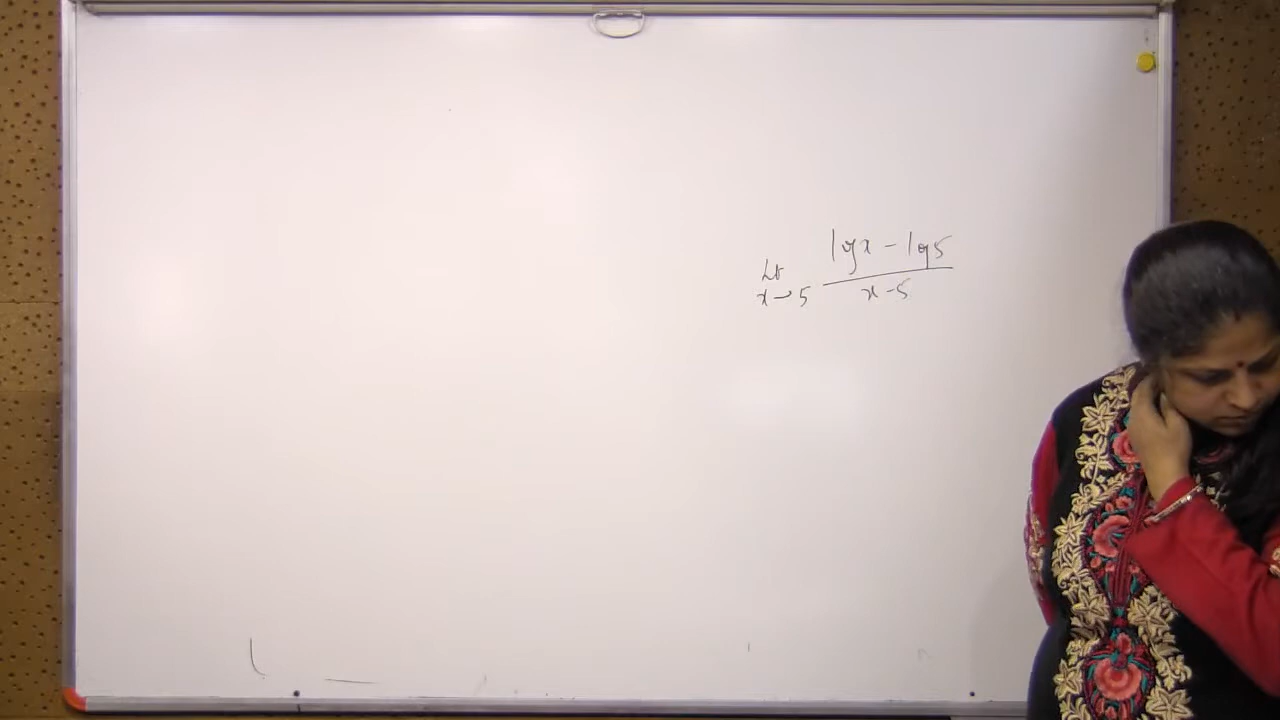 Lt x→5 (log x - log 5) / (x - 5)